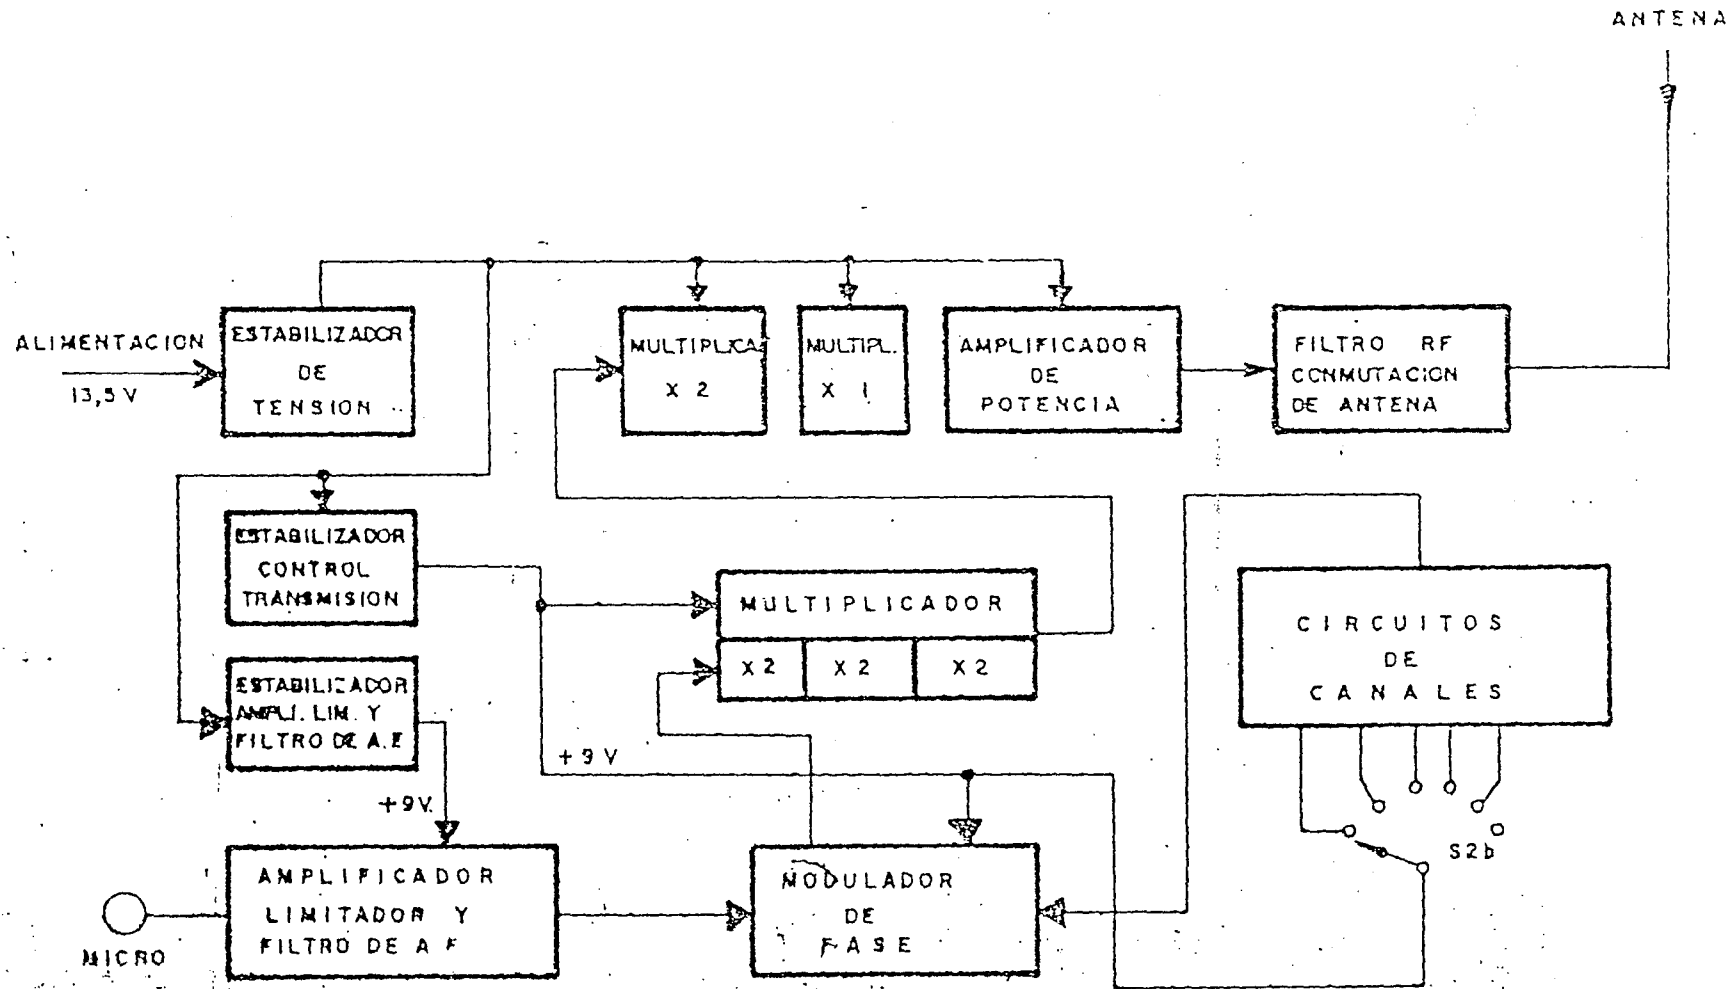 ANTENA
ALIMENTACION
13,5 V
ESTABILIZADOR
DE
TENSION
MULTIPLICA.
X 2
MULTIPL.
X 1
AMPLIFICADOR
DE
POTENCIA
FILTRO RF
CONMUTACION
DE ANTENA
ESTABILIZADOR
CONTROL
TRANSMISION
MULTIPLICADOR
X 2
X 2
X 2
CIRCUITOS
DE
CANALES
ESTABILIZADOR
AMPLI. LIM. Y
FILTRO DE A.F
+9 V
+9V.
S2b
AMPLIFICADOR
LIMITADOR Y
FILTRO DE A F
MODULADOR
DE
FASE
MICRO